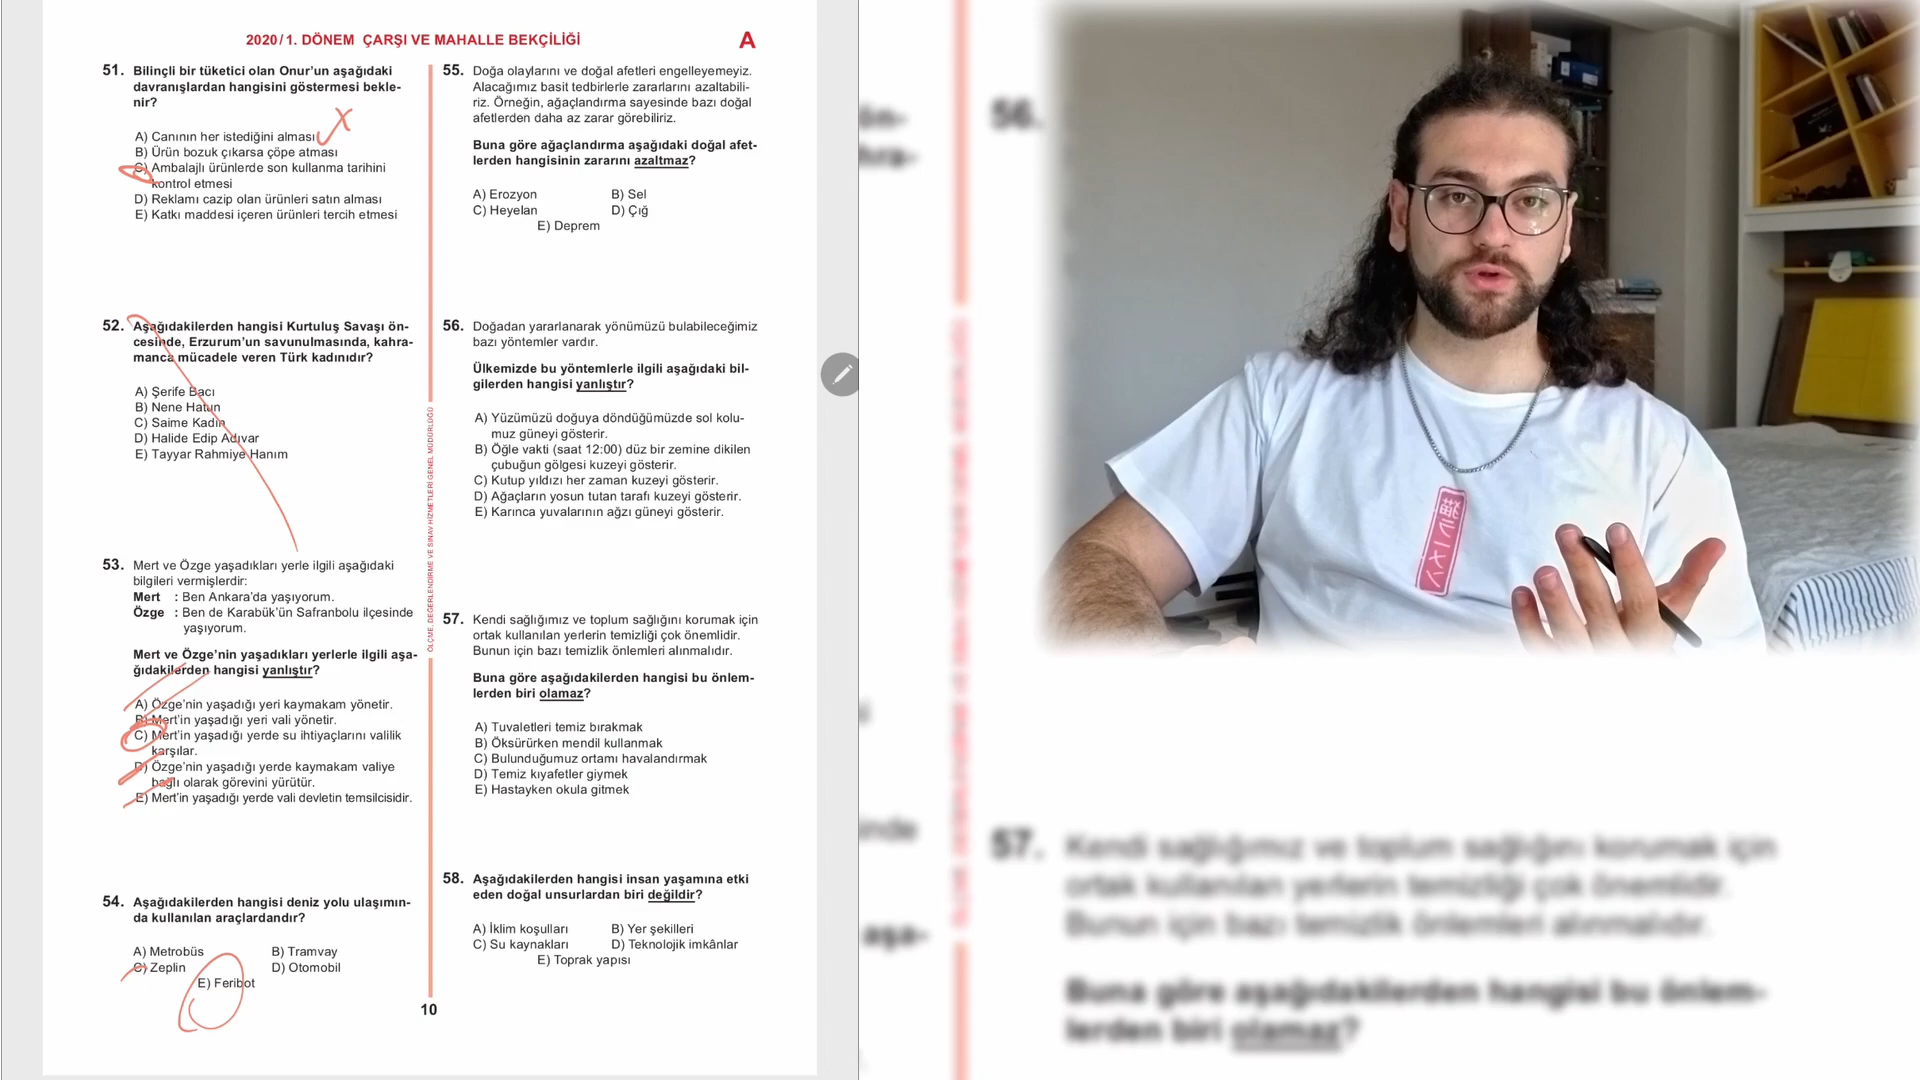 2020/1. DÖNEM ÇARŞI VE MAHALLE BEKÇİLİĞİ
A
51. Bilinçli bir tüketici olan Onur'un aşağıdaki
davranışlardan hangisini göstermesi bekle-
nir?
A) Canının her istediğini alması
B) Ürün bozuk çıkarsa çöpe atması
C) Ambalajlı ürünlerde son kullanma tarihini
kontrol etmesi
D) Reklamı cazip olan ürünleri satın alması
E) Katkı maddesi içeren ürünleri tercih etmesi
52. Aşağıdakilerden hangisi Kurtuluş Savaşı ön-
cesinde, Erzurum'un savunulmasında, kahra-
manca mücadele veren Türk kadınıdır?
A) Şerife Bacı
B) Nene Hatun
C) Saime Kadın
D) Halide Edip Adıvar
E) Tayyar Rahmiye Hanım
53. Mert ve Özge yaşadıkları yerle ilgili aşağıdaki
bilgileri vermişlerdir:
Mert : Ben Ankara'da yaşıyorum.
Özge : Ben de Karabük'ün Safranbolu ilçesinde
yaşıyorum.
Mert ve Özge'nin yaşadıkları yerlerle ilgili aşa-
ğıdakilerden hangisi yanlıştır?
A) Özge'nin yaşadığı yeri kaymakam yönetir.
B) Mert'in yaşadığı yeri vali yönetir.
C) Mert'in yaşadığı yerde su ihtiyaçlarını valilik
karşılar.
D) Özge'nin yaşadığı yerde kaymakam valiye
bağlı olarak görevini yürütür.
E) Mert'in yaşadığı yerde vali devletin temsilcisidir.
54. Aşağıdakilerden hangisi deniz yolu ulaşımın-
da kullanılan araçlardandır?
A) Metrobüs B) Tramvay
C) Zeplin D) Otomobil
E) Feribot
ÖLÇME, DEĞERLENDİRME VE SINAV HİZMETLERİ GENEL MÜDÜRLÜĞÜ
55. Doğa olaylarını ve doğal afetleri engelleyemeyiz.
Alacağımız basit tedbirlerle zararlarını azaltabili-
riz. Örneğin, ağaçlandırma sayesinde bazı doğal
afetlerden daha az zarar görebiliriz.
Buna göre ağaçlandırma aşağıdaki doğal afet-
lerden hangisinin zararını azaltmaz?
A) Erozyon B) Sel
C) Heyelan D) Çığ
E) Deprem
56. Doğadan yararlanarak yönümüzü bulabileceğimiz
bazı yöntemler vardır.
Ülkemizde bu yöntemlerle ilgili aşağıdaki bil-
gilerden hangisi yanlıştır?
A) Yüzümüzü doğuya döndüğümüzde sol kolu-
muz güneyi gösterir.
B) Öğle vakti (saat 12:00) düz bir zemine dikilen
çubuğun gölgesi kuzeyi gösterir.
C) Kutup yıldızı her zaman kuzeyi gösterir.
D) Ağaçların yosun tutan tarafı kuzeyi gösterir.
E) Karınca yuvalarının ağzı güneyi gösterir.
57. Kendi sağlığımız ve toplum sağlığını korumak için
ortak kullanılan yerlerin temizliği çok önemlidir.
Bunun için bazı temizlik önlemleri alınmalıdır.
Buna göre aşağıdakilerden hangisi bu önlem-
lerden biri olamaz?
A) Tuvaletleri temiz bırakmak
B) Öksürürken mendil kullanmak
C) Bulunduğumuz ortamı havalandırmak
D) Temiz kıyafetler giymek
E) Hastayken okula gitmek
58. Aşağıdakilerden hangisi insan yaşamına etki
eden doğal unsurlardan biri değildir?
A) İklim koşulları B) Yer şekilleri
C) Su kaynakları D) Teknolojik imkânlar
E) Toprak yapısı
10
56.
ラーメン
57. Kendi sağlığımız ve toplum sağlığını korumak için
ortak kullanılan yerlerin temizliği çok önemlidir.
Bunun için bazı temizlik önlemleri alınmalıdır.
Buna göre aşağıdakilerden hangisi bu önlem-
lerden biri olamaz?